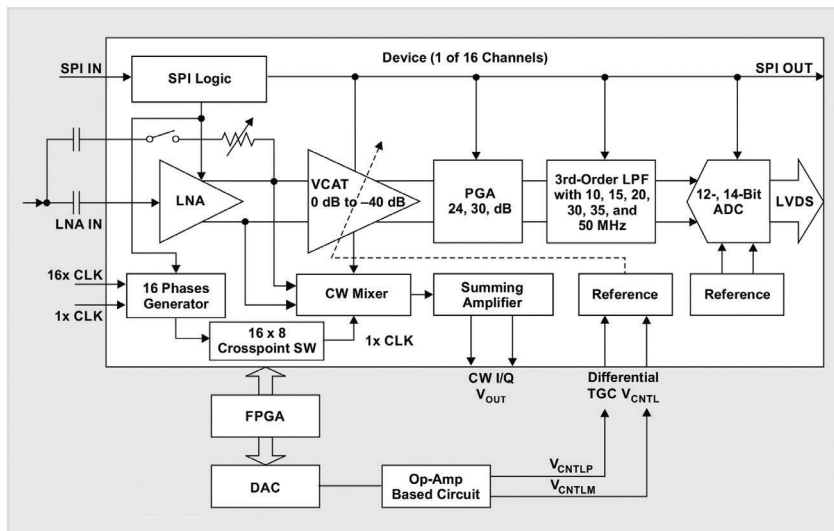 Device (1 of 16 Channels)
SPI IN
SPI Logic
SPI OUT
LNA
LNA IN
VCAT
0 dB to –40 dB
PGA
24, 30, dB
3rd-Order LPF
with 10, 15, 20,
30, 35, and
50 MHz
12-, 14-Bit
ADC
LVDS
16x CLK
1x CLK
16 Phases
Generator
CW Mixer
Summing
Amplifier
Reference
Reference
16 x 8
Crosspoint SW
1x CLK
CW I/Q
VOUT
Differential
TGC VCNTL
FPGA
DAC
Op-Amp
Based Circuit
VCNTLP
VCNTLM